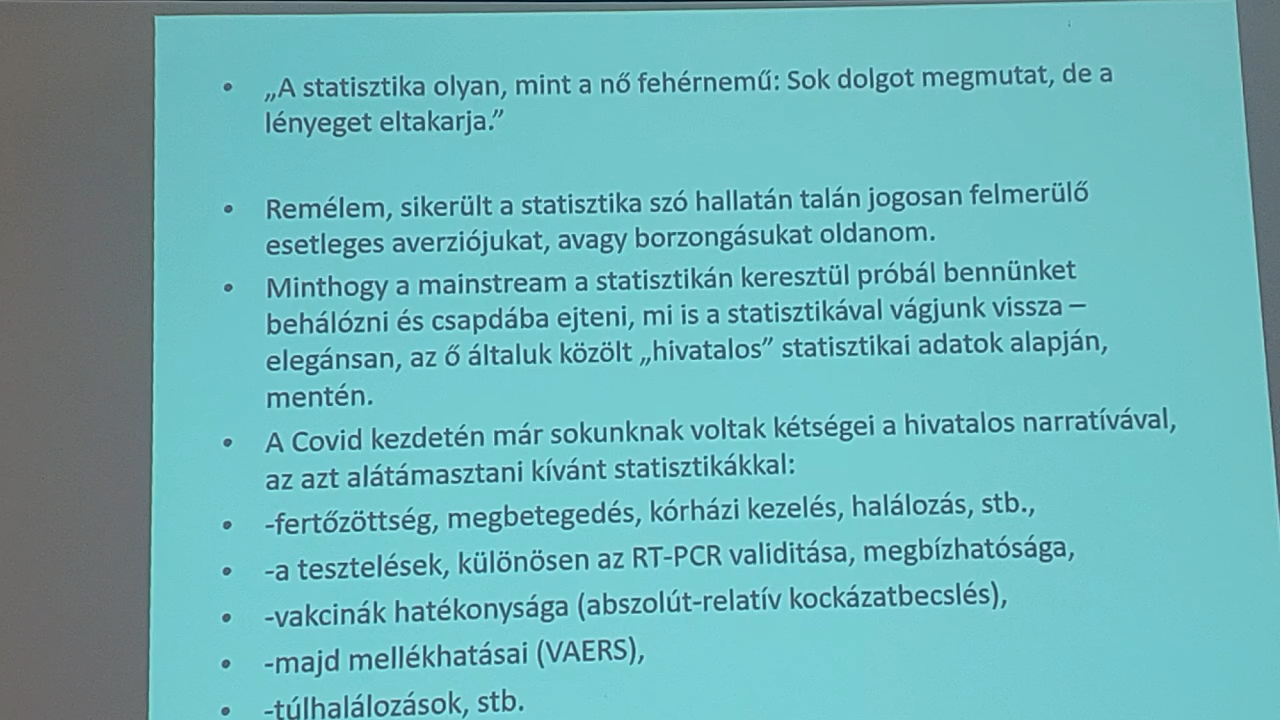 • „A statisztika olyan, mint a nő fehérnemű: Sok dolgot megmutat, de a
lényeget eltakarja.”
• Remélem, sikerült a statisztika szó hallatán talán jogosan felmerülő
esetleges averziójukat, avagy borzongásukat oldanom.
• Minthogy a mainstream a statisztikán keresztül próbál bennünket
behálózni és csapdába ejteni, mi is a statisztikával vágjunk vissza –
elegánsan, az ő általuk közölt „hivatalos” statisztikai adatok alapján,
mentén.
• A Covid kezdetén már sokunknak voltak kétségei a hivatalos narratívával,
az azt alátámasztani kívánt statisztikákkal:
• -fertőzöttség, megbetegedés, kórházi kezelés, halálozás, stb.,
• -a tesztelések, különösen az RT-PCR validitása, megbízhatósága,
• -vakcinák hatékonysága (abszolút-relatív kockázatbecslés),
• -majd mellékhatásai (VAERS),
• -túlhalálozások, stb.